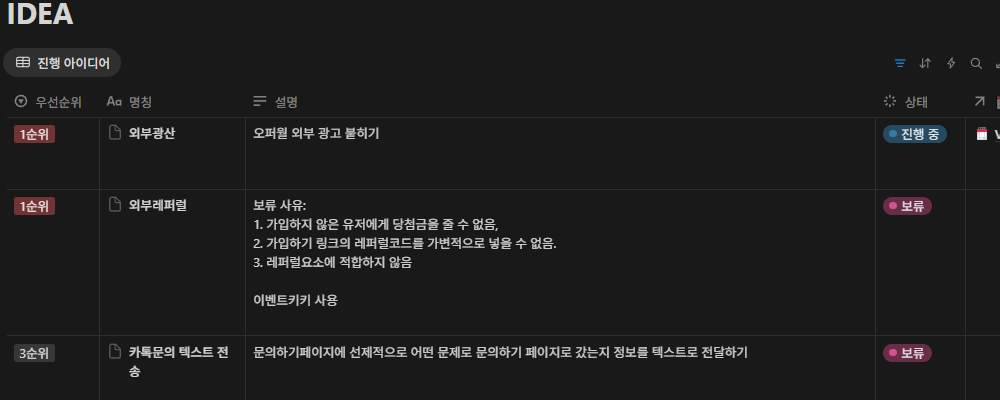 IDEA
진행 아이디어
우선순위
Aa 명칭
설명
상태
1순위
외부광산
오퍼월 외부 광고 붙히기
진행 중
1순위
외부레퍼럴
보류 사유:
1. 가입하지 않은 유저에게 당첨금을 줄 수 없음,
2. 가입하기 링크의 레퍼럴코드를 가변적으로 넣을 수 없음.
3. 레퍼럴요소에 적합하지 않음
이벤트키키 사용
보류
3순위
카톡문의 텍스트 전
송
문의하기페이지에 선제적으로 어떤 문제로 문의하기 페이지로 갔는지 정보를 텍스트로 전달하기
보류